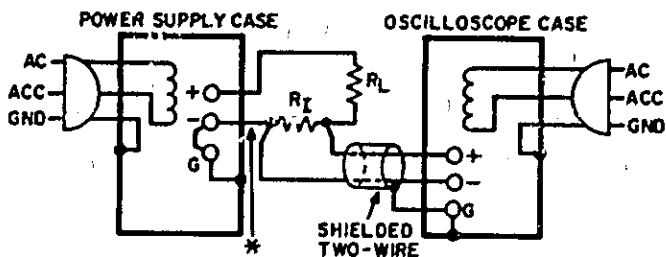 POWER SUPPLY CASE
OSCILLOSCOPE CASE
AC
ACC
GND
+
-
G
R_I
R_L
*
SHIELDED
TWO-WIRE
+
-
G
AC
ACC
GND